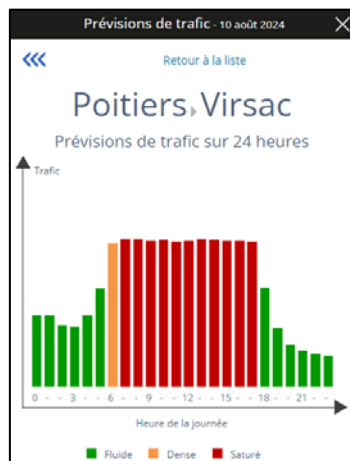 Prévisions de trafic - 10 août 2024
Retour à la liste
Poitiers › Virsac
Prévisions de trafic sur 24 heures
Trafic
0 - - 3 - - 6 - - 9 - - 12 - - 15 - - 18 - - 21 - -
Heure de la journée
Fluide Dense Saturé